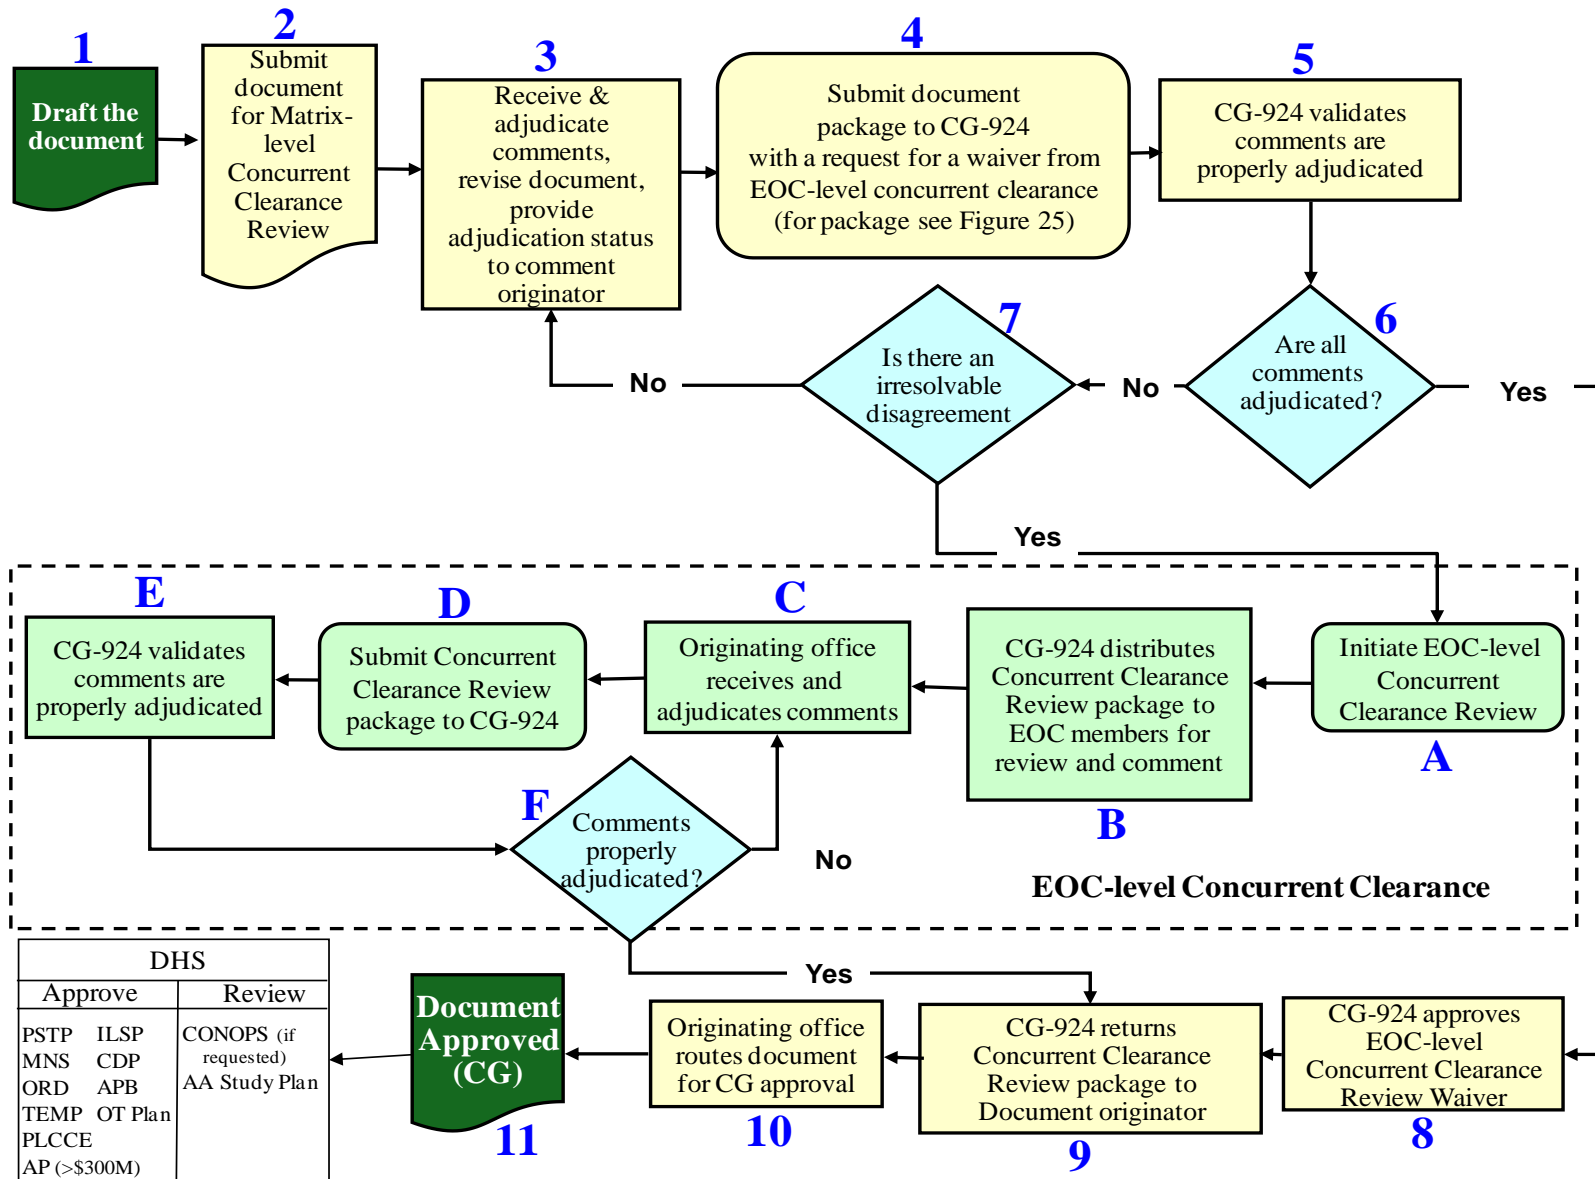 1
Draft the
document
2
Submit
document
for Matrix-
level
Concurrent
Clearance
Review
3
Receive &
adjudicate
comments,
revise document,
provide
adjudication status
to comment
originator
4
Submit document
package to CG-924
with a request for a waiver from
EOC-level concurrent clearance
(for package see Figure 25)
5
CG-924 validates
comments are
properly adjudicated
6
Are all
comments
adjudicated?
Yes
No
7
Is there an
irresolvable
disagreement
No
Yes
A
Initiate EOC-level
Concurrent
Clearance Review
B
CG-924 distributes
Concurrent Clearance
Review package to
EOC members for
review and comment
C
Originating office
receives and
adjudicates comments
D
Submit Concurrent
Clearance Review
package to CG-924
E
CG-924 validates
comments are
properly adjudicated
F
Comments
properly
adjudicated?
No
EOC-level Concurrent Clearance
Yes
8
CG-924 approves
EOC-level
Concurrent Clearance
Review Waiver
9
CG-924 returns
Concurrent Clearance
Review package to
Document originator
10
Originating office
routes document
for CG approval
11
Document
Approved
(CG)
DHS
Approve Review
PSTP ILSP
MNS CDP
ORD APB
TEMP OT Plan
PLCCE
AP (>$300M)
CONOPS (if
requested)
AA Study Plan